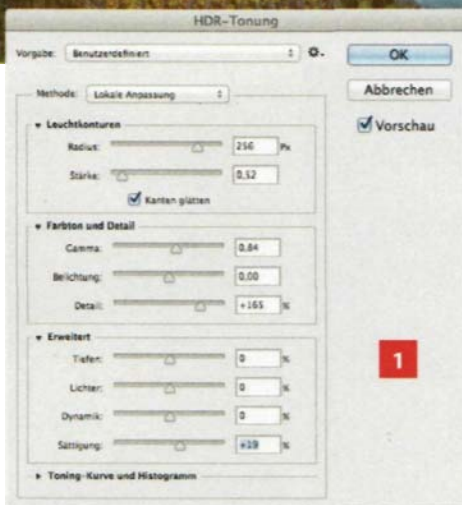 HDR-Tonung
Vorgabe: Benutzerdefiniert
OK
Abbrechen
Vorschau
Methode: Lokale Anpassung
Leuchtkonturen
Radius: 256 Px
Stärke: 0,52
Kanten glätten
Farbton und Detail
Gamma: 0,84
Belichtung: 0,00
Detail: +165 %
Erweitert
Tiefen: 0 %
Lichter: 0 %
Dynamik: 0 %
Sättigung: +19 %
Toning-Kurve und Histogramm
1